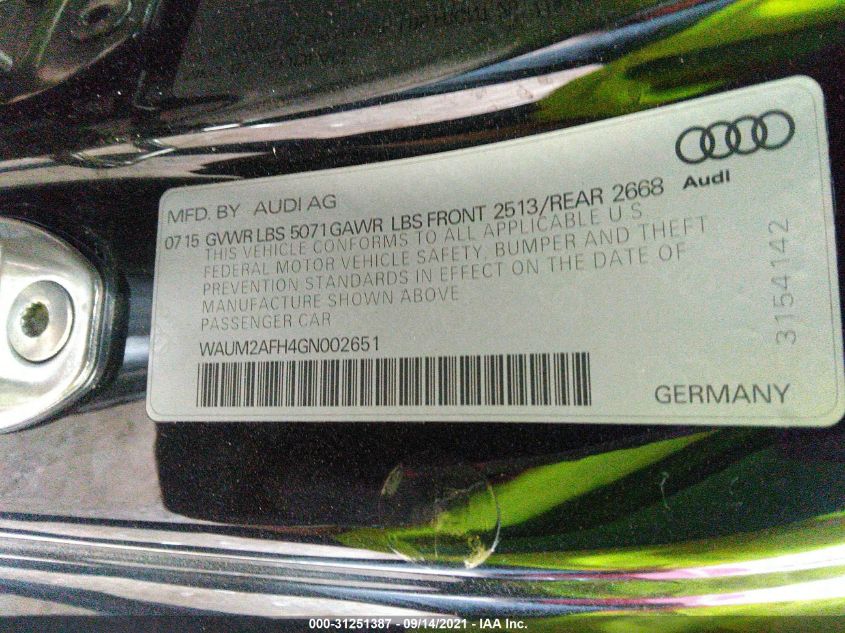 Audi
MFD. BY AUDI AG
0715 GVWR LBS 5071 GAWR LBS FRONT 2513/REAR 2668
THIS VEHICLE CONFORMS TO ALL APPLICABLE U S
FEDERAL MOTOR VEHICLE SAFETY, BUMPER AND THEFT
PREVENTION STANDARDS IN EFFECT ON THE DATE OF
MANUFACTURE SHOWN ABOVE
PASSENGER CAR
WAUM2AFH4GN002651
3154142
GERMANY
000-31251387 - 09/14/2021 - IAA Inc.